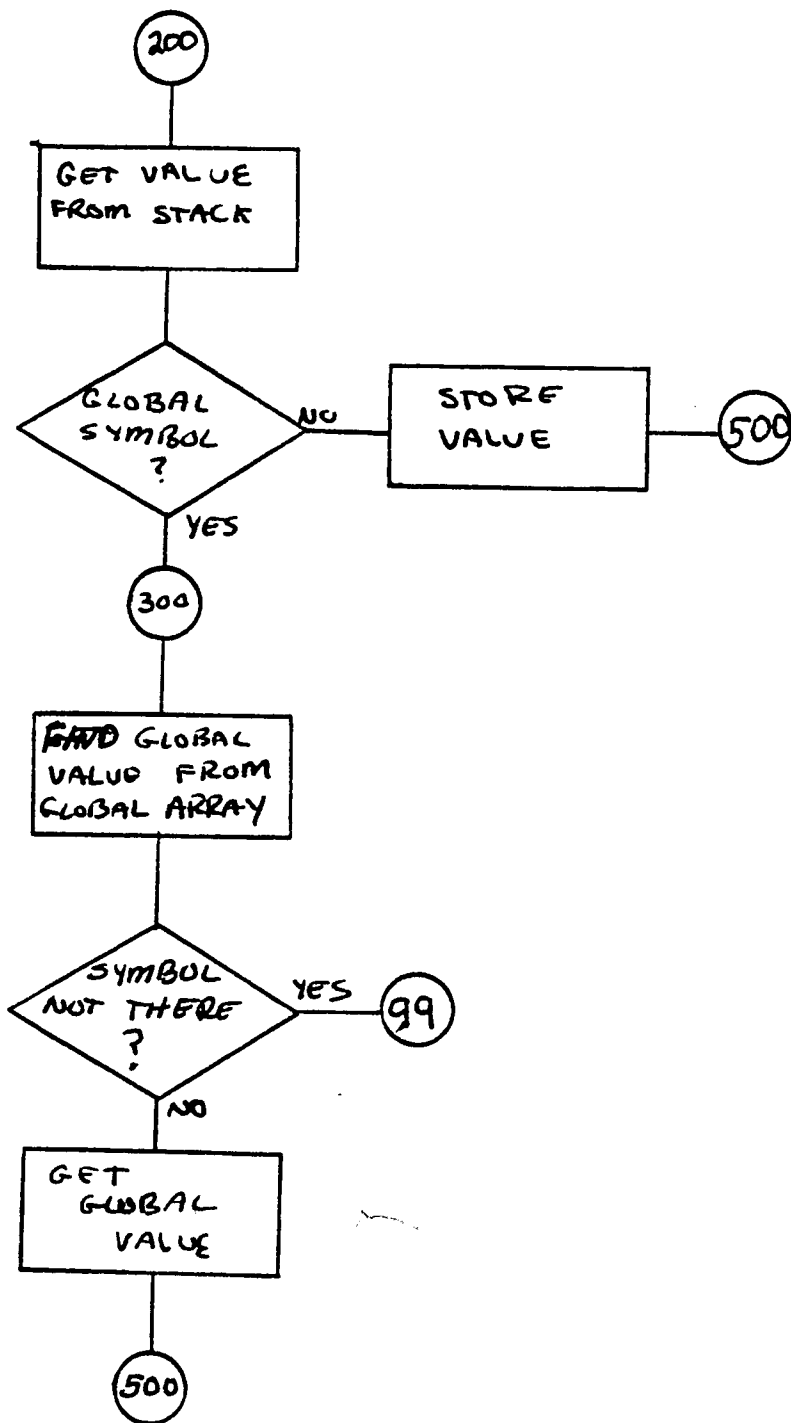 200
GET VALUE
FROM STACK
GLOBAL
SYMBOL
?
NO
STORE
VALUE
500
YES
300
FIND GLOBAL
VALUE FROM
GLOBAL ARRAY
SYMBOL
NOT THERE
?
YES
99
NO
GET
GLOBAL
VALUE
500